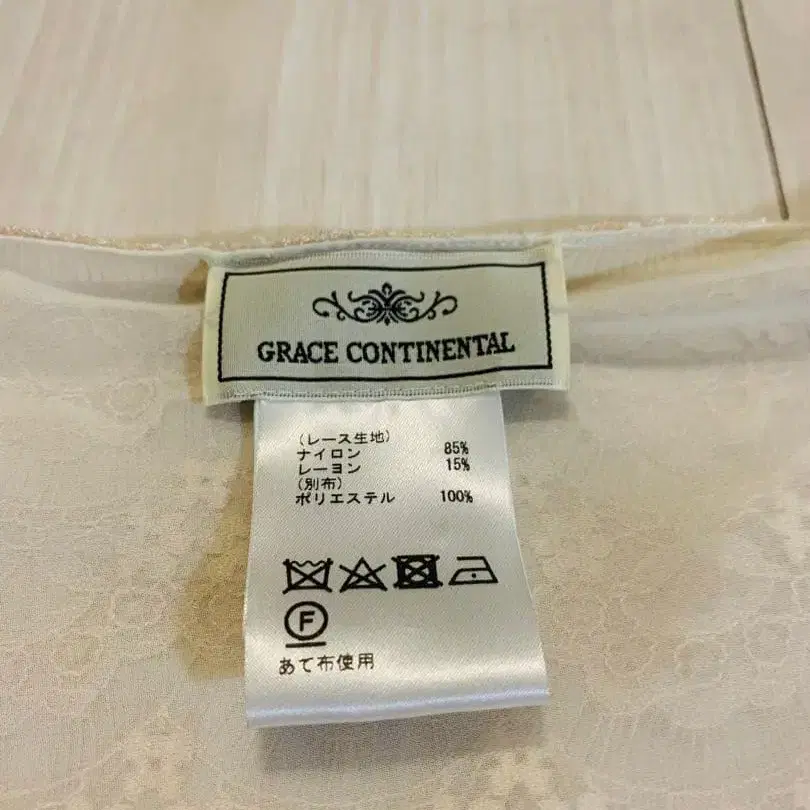 GRACE CONTINENTAL
(レース生地)
ナイロン 85%
レーヨン 15%
(別布)
ポリエステル 100%
F
あて布使用